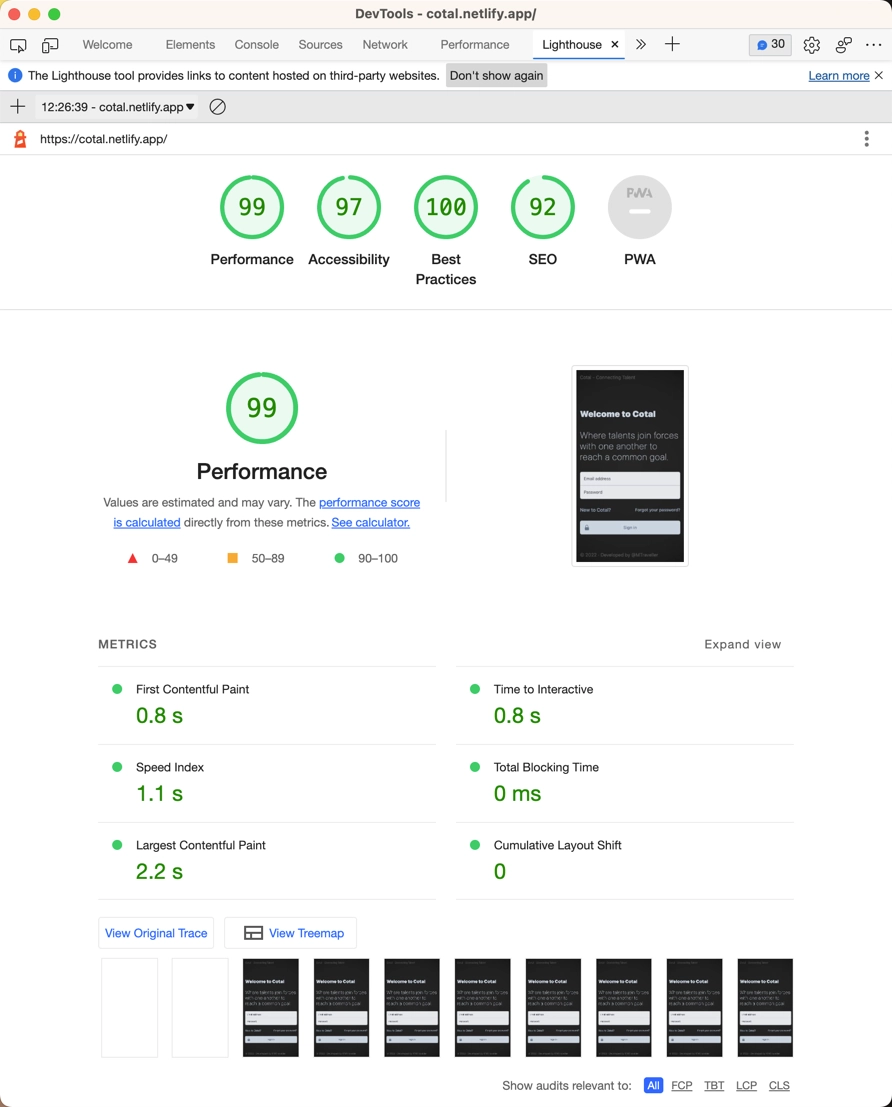 DevTools - cotal.netlify.app/
Welcome Elements Console Sources Network Performance Lighthouse 30
The Lighthouse tool provides links to content hosted on third-party websites. Don't show again Learn more
12:26:39 - cotal.netlify.app
https://cotal.netlify.app/
99 97 100 92 PWA
Performance Accessibility Best Practices SEO PWA
99
Performance
Values are estimated and may vary. The performance score
is calculated directly from these metrics. See calculator.
0–49 50–89 90–100
Cotal - Connecting Talent
Welcome to Cotal
Where talents join forces
with one another to
reach a common goal.
Email address
Password
New to Cotal? Forgot your password?
Sign in
METRICS Expand view
First Contentful Paint
0.8 s
Time to Interactive
0.8 s
Speed Index
1.1 s
Total Blocking Time
0 ms
Largest Contentful Paint
2.2 s
Cumulative Layout Shift
0
View Original Trace View Treemap
Welcome to Cotal Welcome to Cotal Welcome to Cotal Welcome to Cotal Welcome to Cotal Welcome to Cotal Welcome to Cotal Welcome to Cotal
Show audits relevant to: All FCP TBT LCP CLS